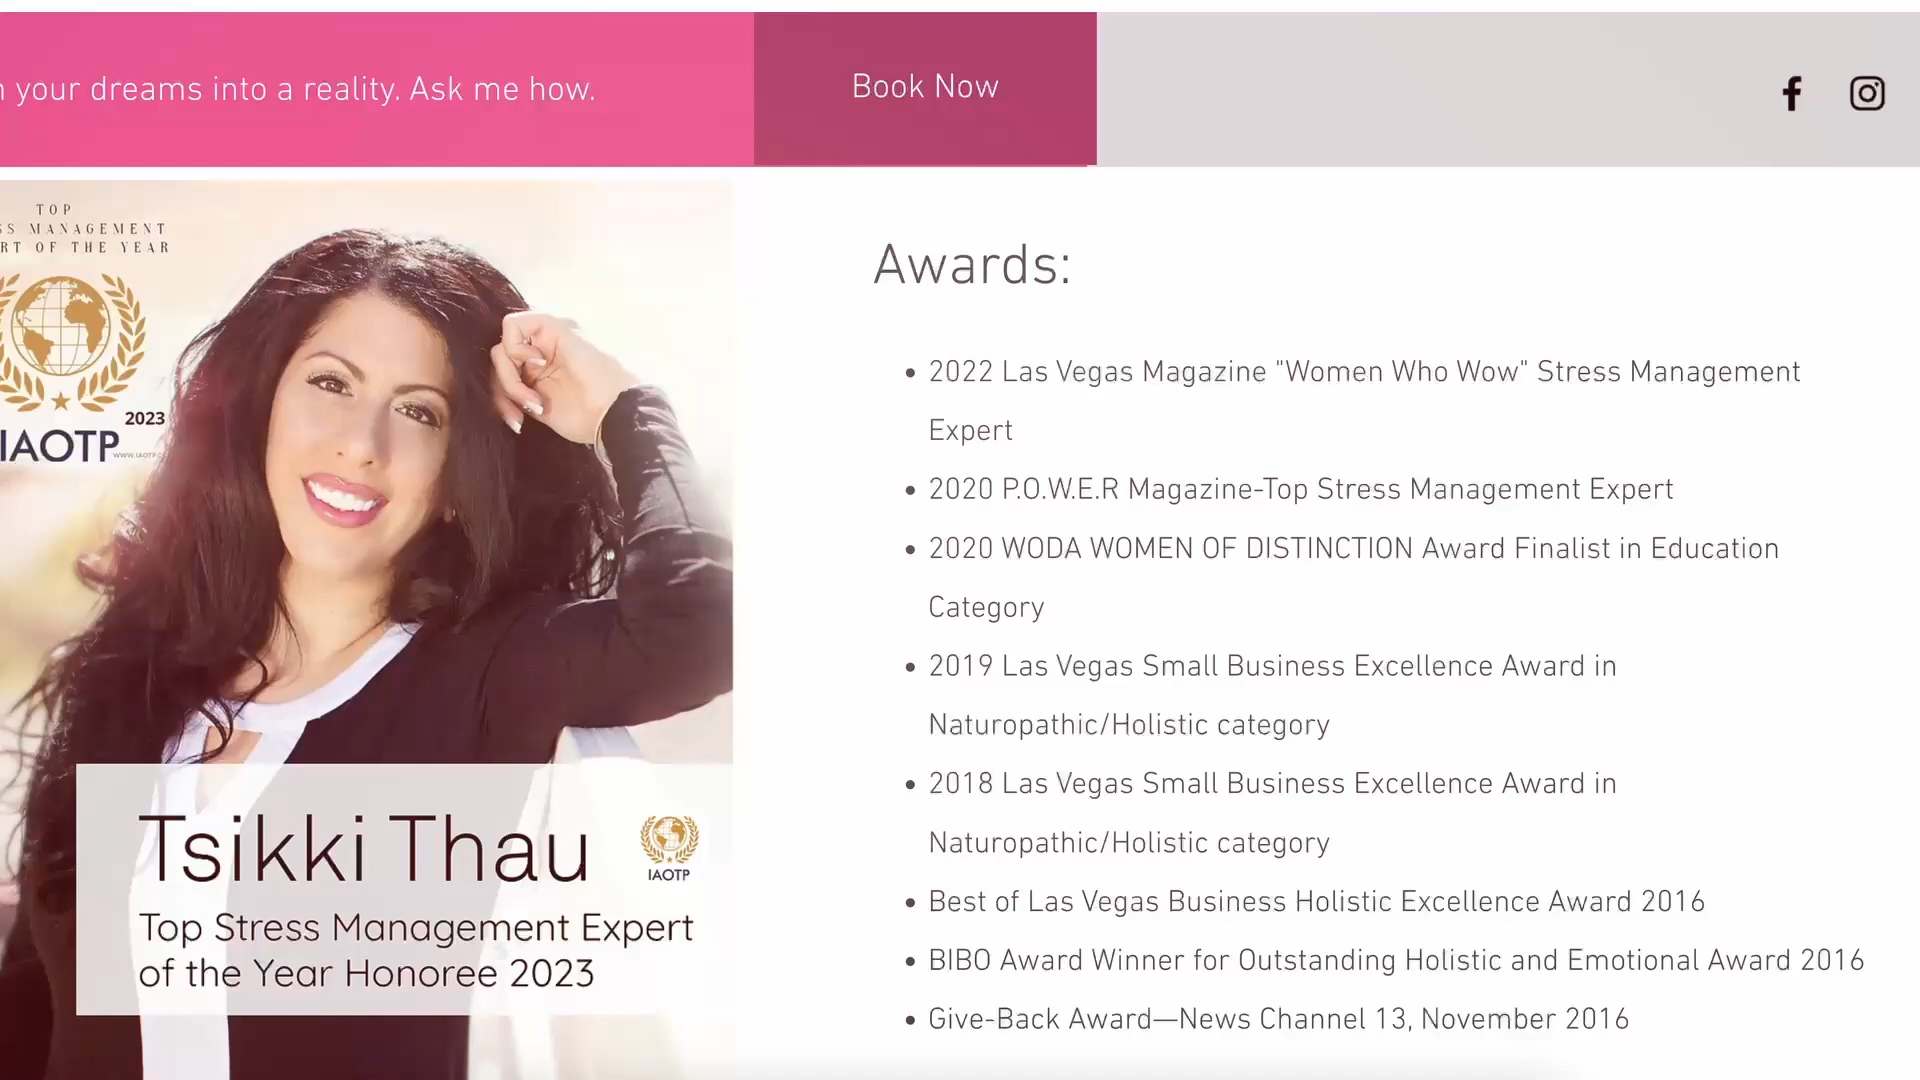 your dreams into a reality. Ask me how.
Book Now
TOP
MANAGEMENT
OF THE YEAR
2023
IAOTP
Awards:
• 2022 Las Vegas Magazine "Women Who Wow" Stress Management
Expert
• 2020 P.O.W.E.R Magazine-Top Stress Management Expert
• 2020 WODA WOMEN OF DISTINCTION Award Finalist in Education
Category
• 2019 Las Vegas Small Business Excellence Award in
Naturopathic/Holistic category
• 2018 Las Vegas Small Business Excellence Award in
Naturopathic/Holistic category
• Best of Las Vegas Business Holistic Excellence Award 2016
• BIBO Award Winner for Outstanding Holistic and Emotional Award 2016
• Give-Back Award—News Channel 13, November 2016
Tsikki Thau
IAOTP
Top Stress Management Expert
of the Year Honoree 2023